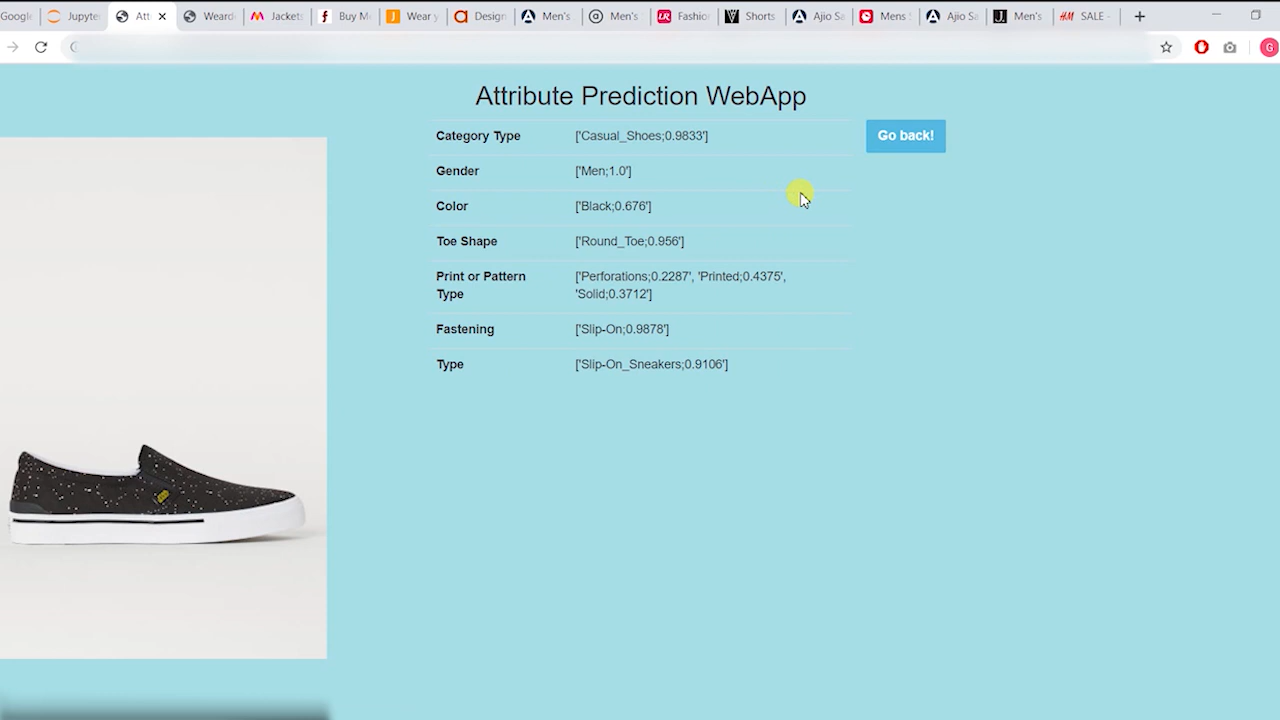 Google
Jupyte
Att
Weard
Jackets
Buy M
Wear y
Design
Men's
Men's
Fashio
Shorts
Ajio Sa
Mens
Ajio Sa
Men's
SALE -
Attribute Prediction WebApp
Category Type ['Casual_Shoes;0.9833']
Go back!
Gender ['Men;1.0']
Color ['Black;0.676']
Toe Shape ['Round_Toe;0.956']
Print or Pattern Type ['Perforations;0.2287', 'Printed;0.4375',
'Solid;0.3712']
Fastening ['Slip-On;0.9878']
Type ['Slip-On_Sneakers;0.9106']